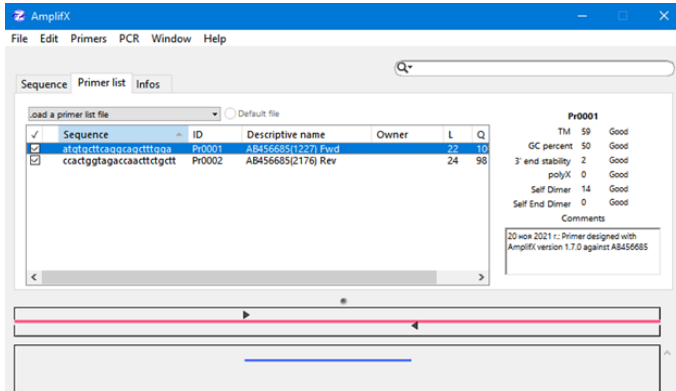 AmplifX
File Edit Primers PCR Window Help
Sequence Primer list Infos
.oad a primer list file Default file
Sequence ID Descriptive name Owner L Q
atgtgcttcaggcagctttgga Pr0001 AB456685(1227) Fwd 22 10
ccactggtagaccaacttctgctt Pr0002 AB456685(2176) Rev 24 98
Pr0001
TM 59 Good
GC percent 50 Good
3' end stability 2 Good
polyX 0 Good
Self Dimer 14 Good
Self End Dimer 0 Good
Comments
20 ноя 2021 г.: Primer designed with
AmplifX version 1.7.0 against AB456685